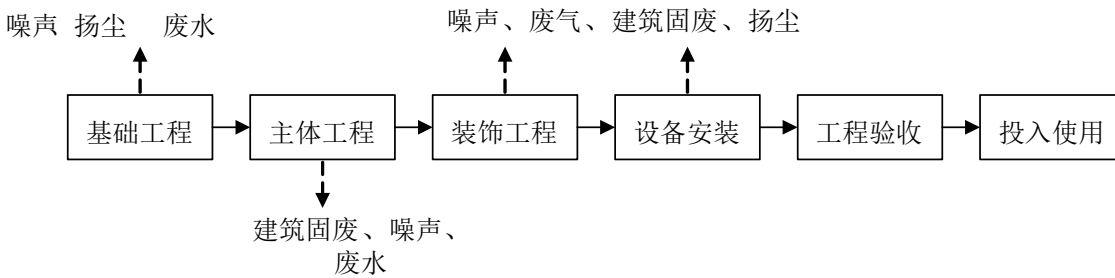 噪声 扬尘 废水
噪声、废气、建筑固废、扬尘
基础工程
主体工程
装饰工程
设备安装
工程验收
投入使用
建筑固废、噪声、
废水